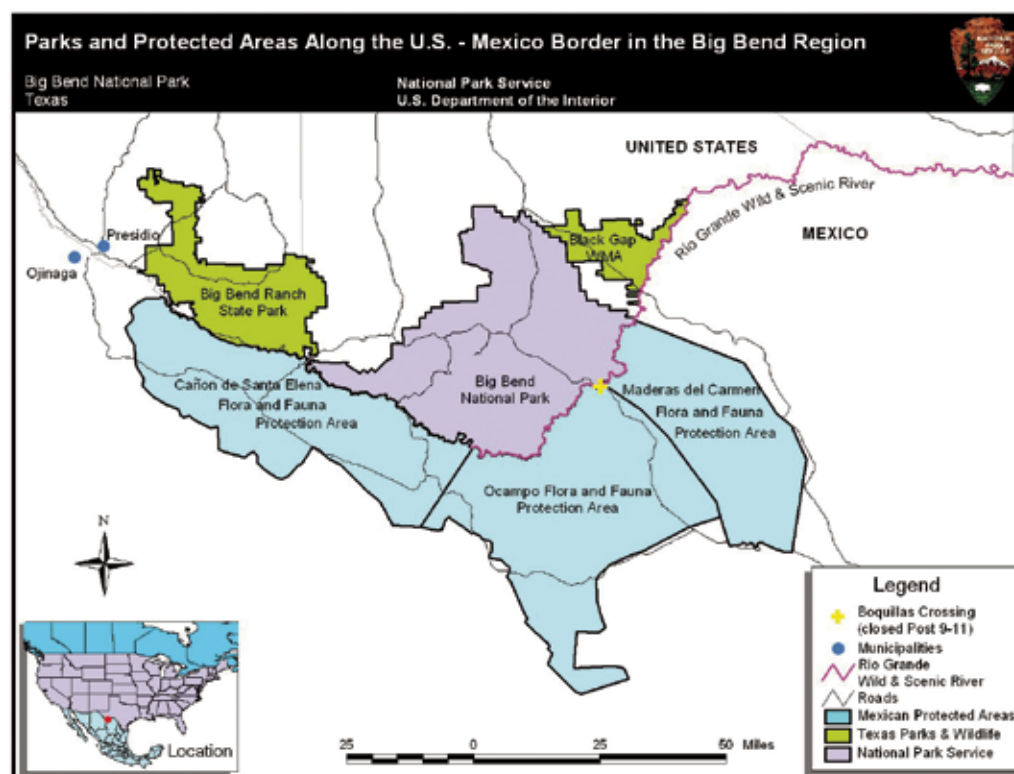 Parks and Protected Areas Along the U.S. - Mexico Border in the Big Bend Region
Big Bend National Park
Texas
National Park Service
U.S. Department of the Interior
UNITED STATES
Rio Grande Wild & Scenic River
MEXICO
Presidio
Ojinaga
Black Gap
WMA
Big Bend Ranch
State Park
Cañon de Santa Elena
Flora and Fauna
Protection Area
Big Bend
National Park
Maderas del Carmen
Flora and Fauna
Protection Area
Ocampo Flora and Fauna
Protection Area
N
Legend
Boquillas Crossing
(closed Post 9-11)
Municipalities
Rio Grande
Wild & Scenic River
Roads
Mexican Protected Areas
Texas Parks & Wildlife
National Park Service
Location
25 0 25 50 Miles